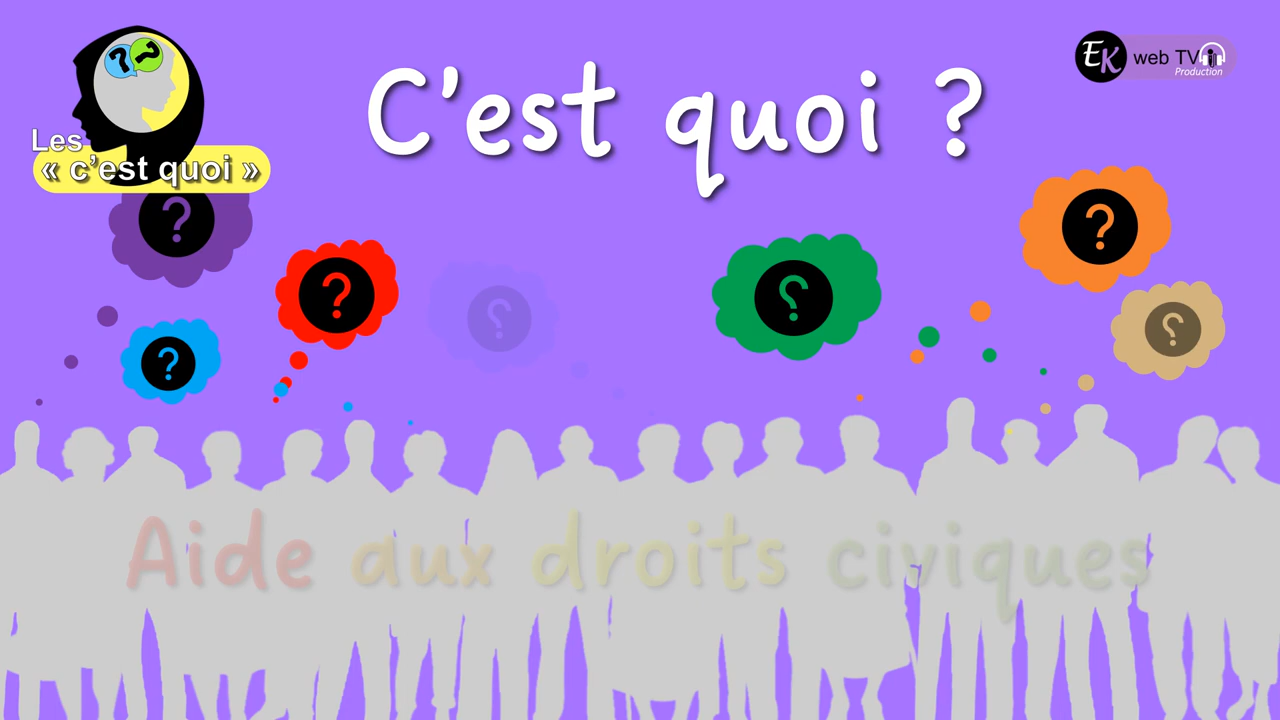 C'est quoi ?
Les
« c'est quoi »
EK web TV
Production
?
?
?
?
?
?
?
?
Aide aux droits civiques